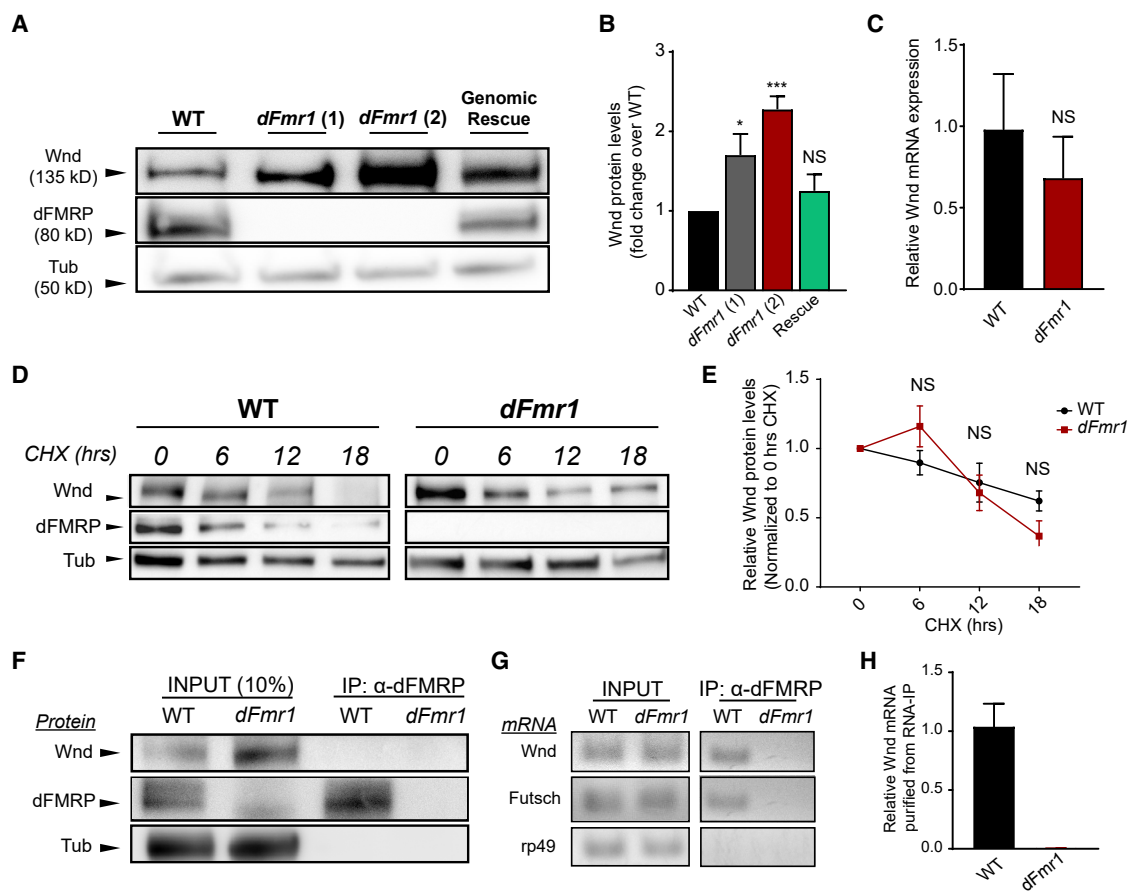 A
WT
dFmr1 (1)
dFmr1 (2)
Genomic
Rescue
Wnd
(135 kD)
dFMRP
(80 kD)
Tub
(50 kD)
B
Wnd protein levels
(fold change over WT)
3
2
1
0
*
***
NS
WT
dFmr1 (1)
dFmr1 (2)
Rescue
C
Relative Wnd mRNA expression
1.5
1.0
0.5
0.0
NS
WT
dFmr1
D
WT
dFmr1
CHX (hrs)
0 6 12 18
0 6 12 18
Wnd
dFMRP
Tub
E
Relative Wnd protein levels
(Normalized to 0 hrs CHX)
1.5
1.0
0.5
0.0
NS
NS
NS
WT
dFmr1
0 6 12 18
CHX (hrs)
F
INPUT (10%)
IP: α-dFMRP
Protein
WT dFmr1
WT dFmr1
Wnd
dFMRP
Tub
G
INPUT
IP: α-dFMRP
mRNA
WT dFmr1
WT dFmr1
Wnd
Futsch
rp49
H
Relative Wnd mRNA
purified from RNA-IP
1.5
1.0
0.5
0.0
WT
dFmr1